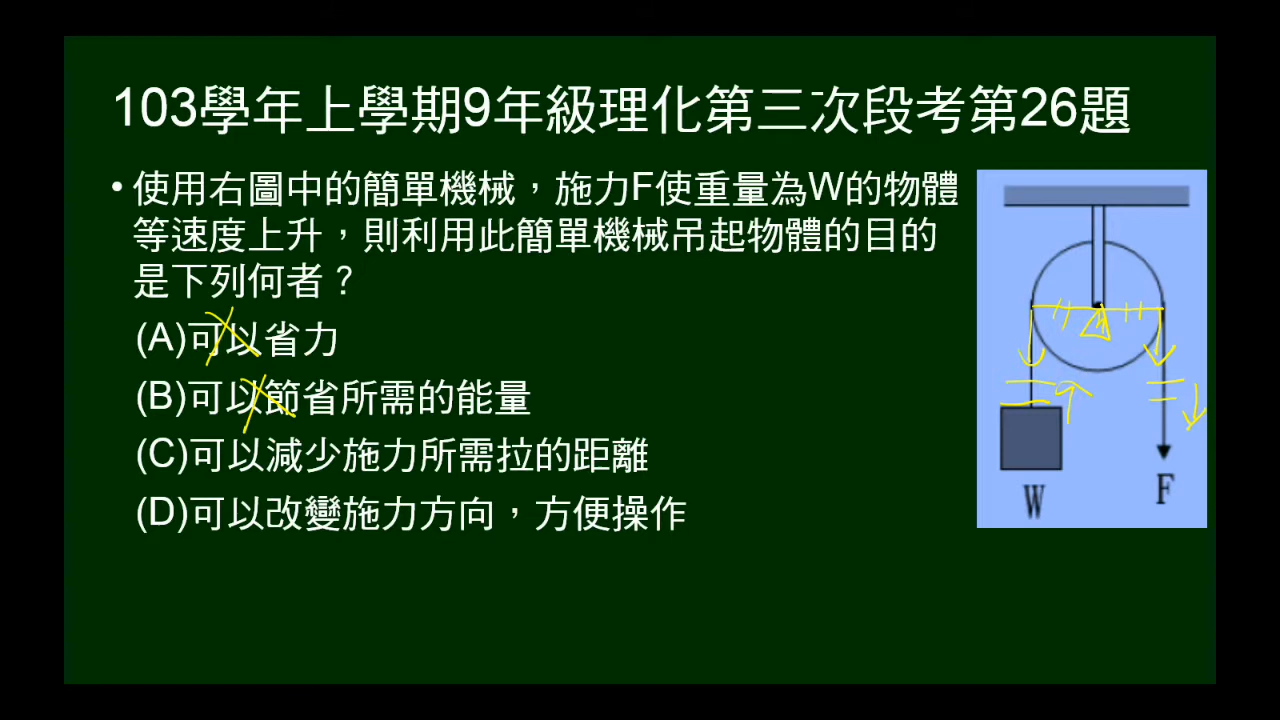 103學年上學期9年級理化第三次段考第26題
•使用右圖中的簡單機械，施力F使重量為W的物體
等速度上升，則利用此簡單機械吊起物體的目的
是下列何者？
(A)可以省力
(B)可以節省所需的能量
(C)可以減少施力所需拉的距離
(D)可以改變施力方向，方便操作
W
F